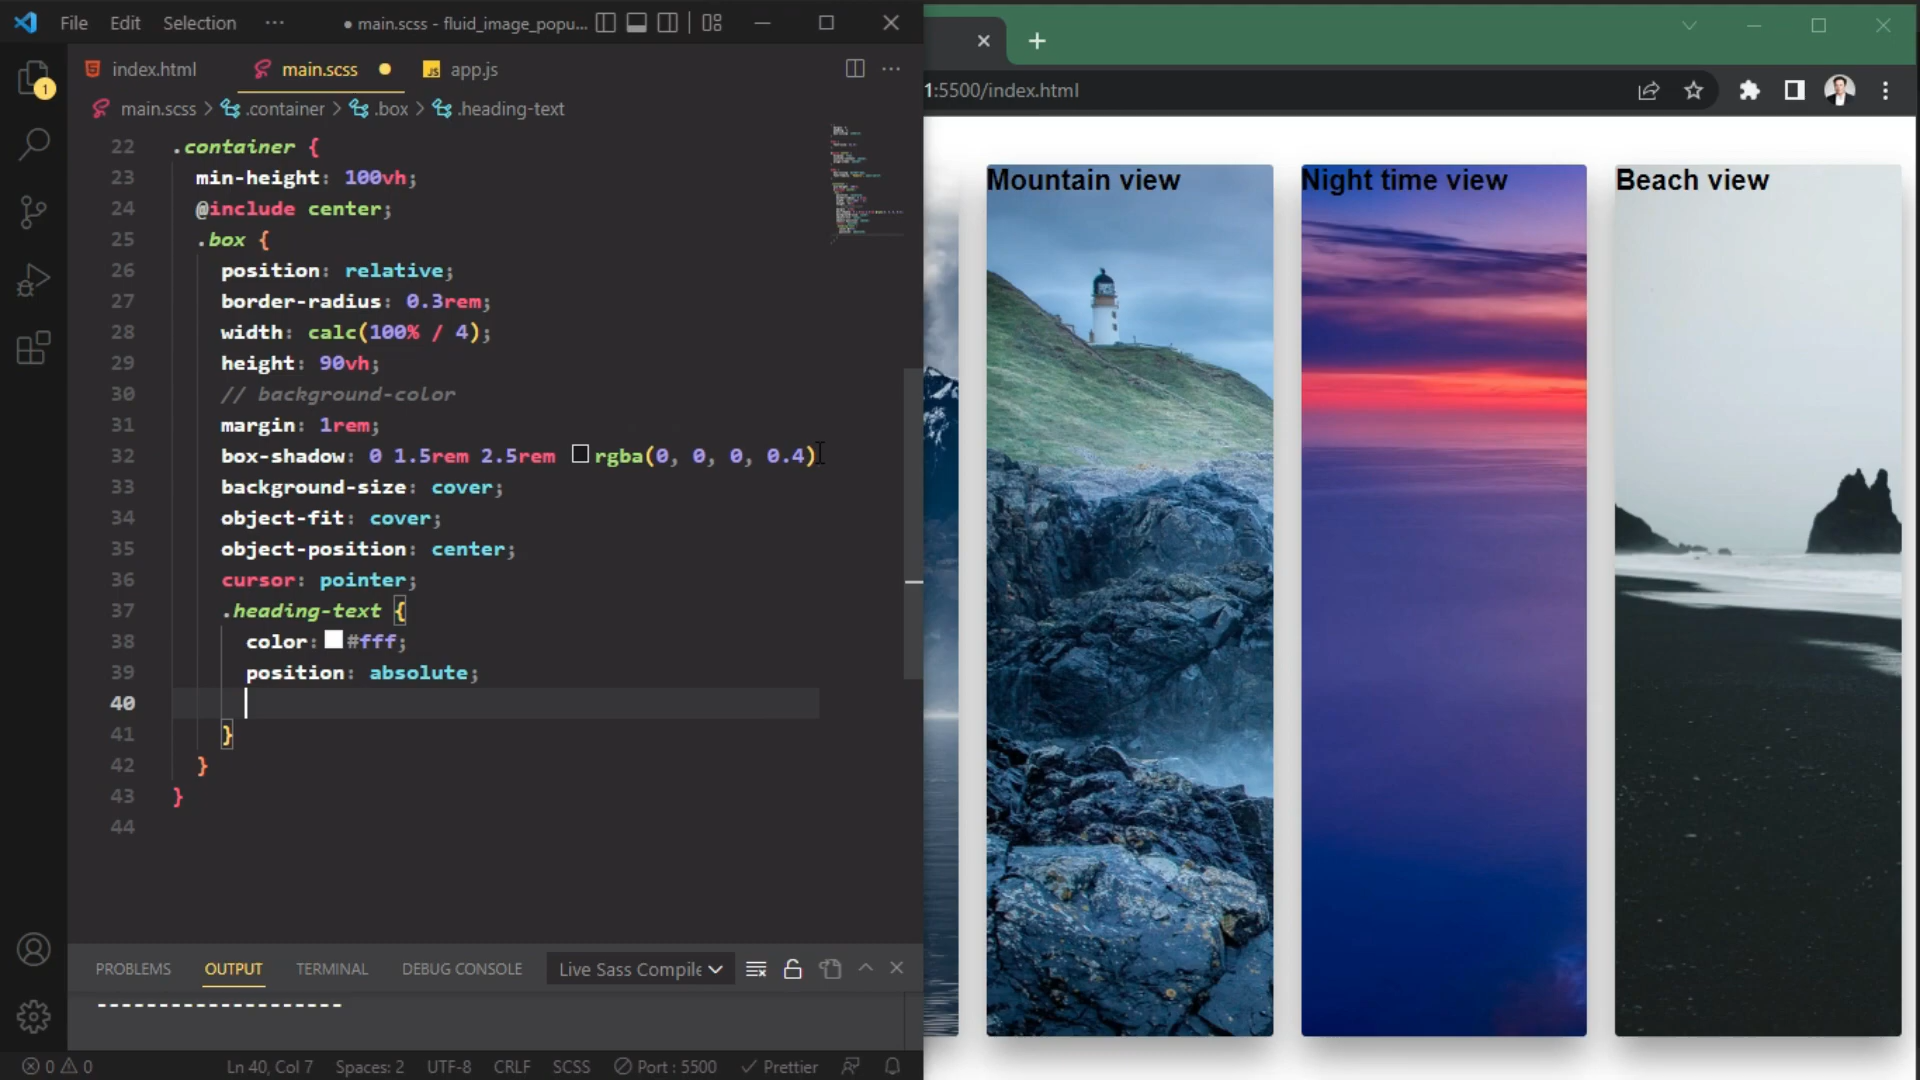 File Edit Selection ··· ● main.scss - fluid_image_popu...
index.html main.scss JS app.js ···
main.scss > .container > .box > .heading-text
22 .container {
23 min-height: 100vh;
24 @include center;
25 .box {
26 position: relative;
27 border-radius: 0.3rem;
28 width: calc(100% / 4);
29 height: 90vh;
30 // background-color
31 margin: 1rem;
32 box-shadow: 0 1.5rem 2.5rem rgba(0, 0, 0, 0.4)
33 background-size: cover;
34 object-fit: cover;
35 object-position: center;
36 cursor: pointer;
37 .heading-text {
38 color: #fff;
39 position: absolute;
40
41 }
42 }
43 }
44
1
PROBLEMS OUTPUT TERMINAL DEBUG CONSOLE Live Sass Compile
--------------------
0 0 Ln 40, Col 7 Spaces: 2 UTF-8 CRLF SCSS Port : 5500 Prettier
1:5500/index.html
Mountain view
Night time view
Beach view